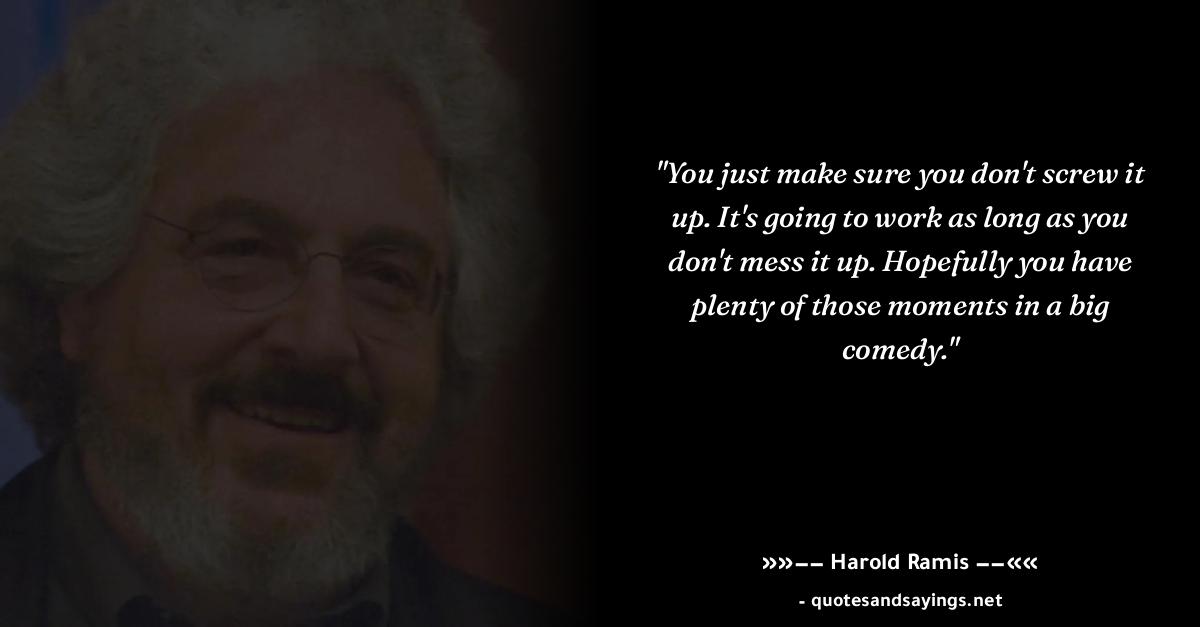 "You just make sure you don't screw it
up. It's going to work as long as you
don't mess it up. Hopefully you have
plenty of those moments in a big
comedy."
»»−− Harold Ramis −−««
- quotesandsayings.net